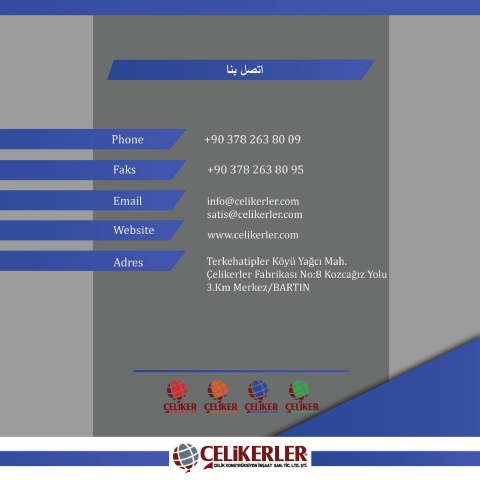 اتصل بنا
Phone +90 378 263 80 09
Faks +90 378 263 80 95
Email info@celikerler.com
satis@celikerler.com
Website www.celikerler.com
Adres Terkehatipler Köyü Yağcı Mah.
Çelikerler Fabrikası No:8 Kozcağız Yolu
3.Km Merkez/BARTIN
ÇELİKER ÇELİKER ÇELİKER ÇELİKER
ÇELiKERLER
ÇELİK KONSTRÜKSİYON İNŞAAT SAN. TİC. LTD. ŞTİ.